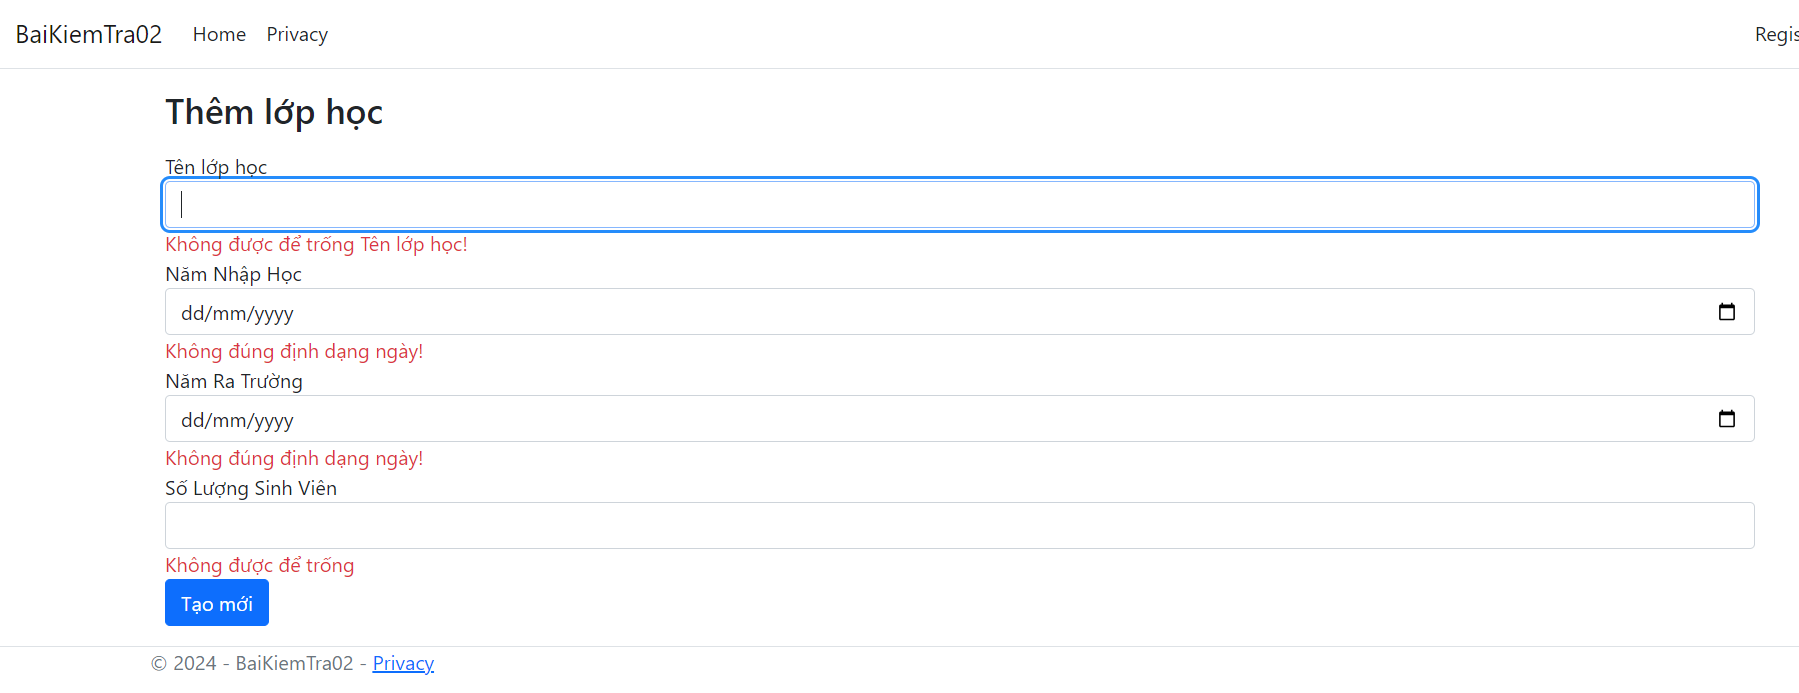 BaiKiemTra02 Home Privacy Regis
Thêm lớp học
Tên lớp học
Không được để trống Tên lớp học!
Năm Nhập Học
dd/mm/yyyy
Không đúng định dạng ngày!
Năm Ra Trường
dd/mm/yyyy
Không đúng định dạng ngày!
Số Lượng Sinh Viên
Không được để trống
Tạo mới
© 2024 - BaiKiemTra02 - Privacy